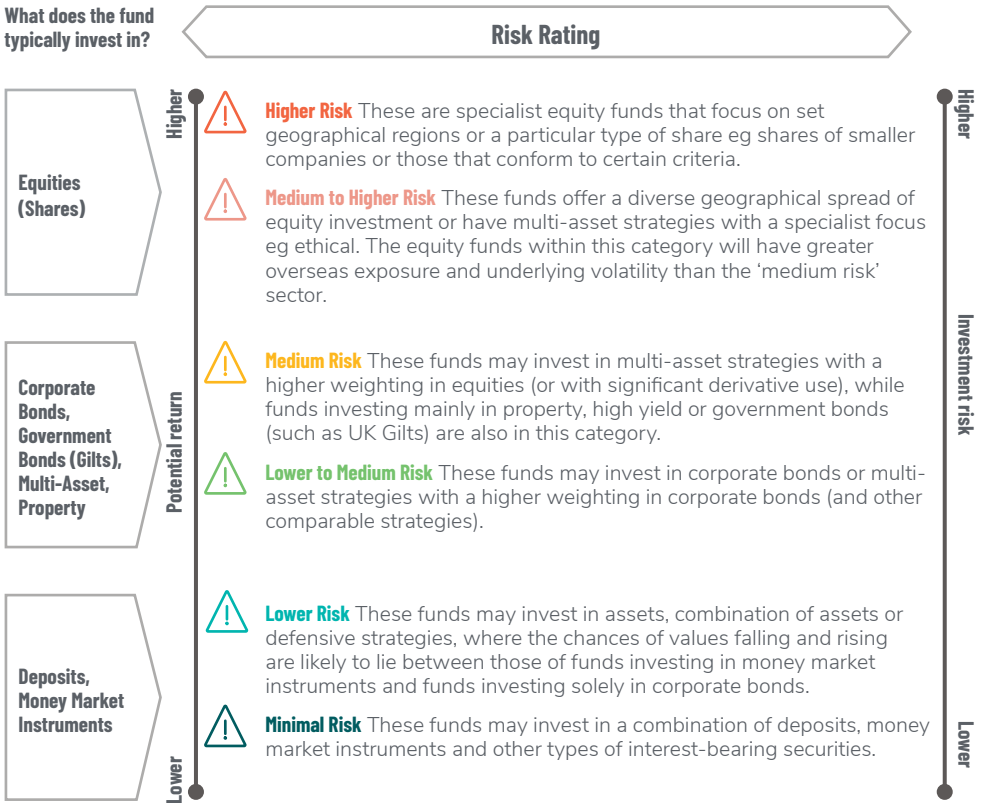 What does the fund
typically invest in?
Risk Rating
Equities
(Shares)
Higher
Higher Risk These are specialist equity funds that focus on set
geographical regions or a particular type of share eg shares of smaller
companies or those that conform to certain criteria.
Medium to Higher Risk These funds offer a diverse geographical spread of
equity investment or have multi-asset strategies with a specialist focus
eg ethical. The equity funds within this category will have greater
overseas exposure and underlying volatility than the ‘medium risk’
sector.
Higher
Corporate
Bonds,
Government
Bonds (Gilts),
Multi-Asset,
Property
Potential return
Medium Risk These funds may invest in multi-asset strategies with a
higher weighting in equities (or with significant derivative use), while
funds investing mainly in property, high yield or government bonds
(such as UK Gilts) are also in this category.
Lower to Medium Risk These funds may invest in corporate bonds or multi-
asset strategies with a higher weighting in corporate bonds (and other
comparable strategies).
Investment risk
Deposits,
Money Market
Instruments
Lower
Lower Risk These funds may invest in assets, combination of assets or
defensive strategies, where the chances of values falling and rising
are likely to lie between those of funds investing in money market
instruments and funds investing solely in corporate bonds.
Minimal Risk These funds may invest in a combination of deposits, money
market instruments and other types of interest-bearing securities.
Lower